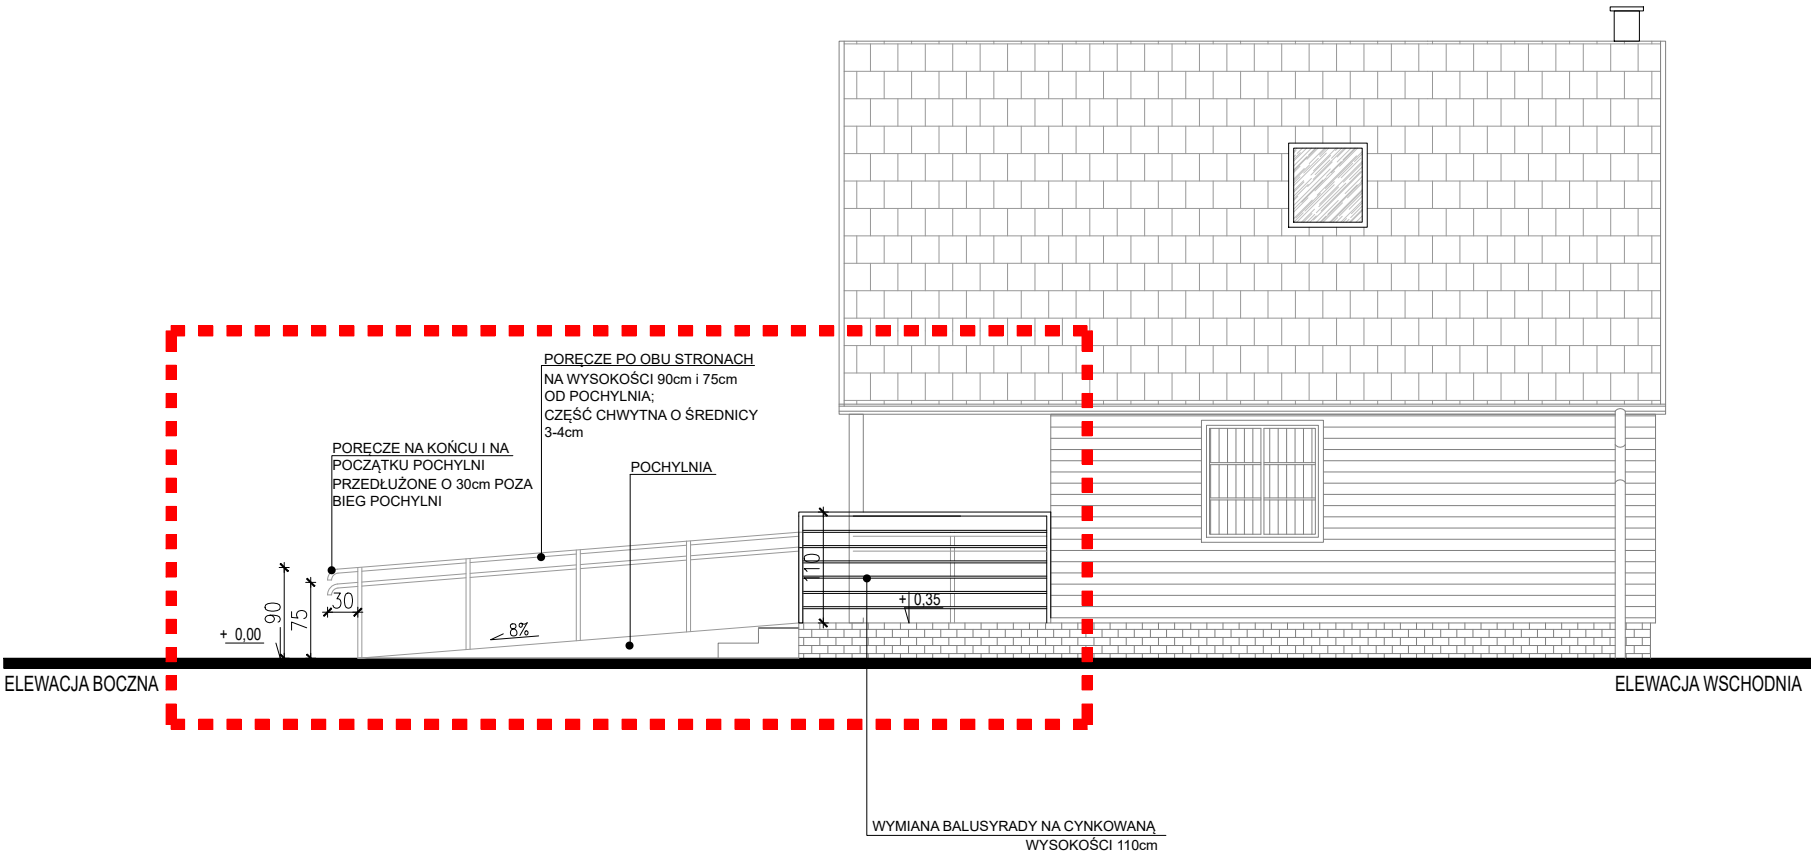 PORĘCZE PO OBU STRONACH
NA WYSOKOŚCI 90cm i 75cm
OD POCHYLNIA;
CZĘŚĆ CHWYTNA O ŚREDNICY
3-4cm
PORĘCZE NA KOŃCU I NA
POCZĄTKU POCHYLNI
PRZEDŁUŻONE O 30cm POZA
BIEG POCHYLNI
POCHYLNIA
110
90
75
30
+ 0,35
+ 0,00
8%
ELEWACJA BOCZNA
ELEWACJA WSCHODNIA
WYMIANA BALUSYRADY NA CYNKOWANĄ
WYSOKOŚCI 110cm